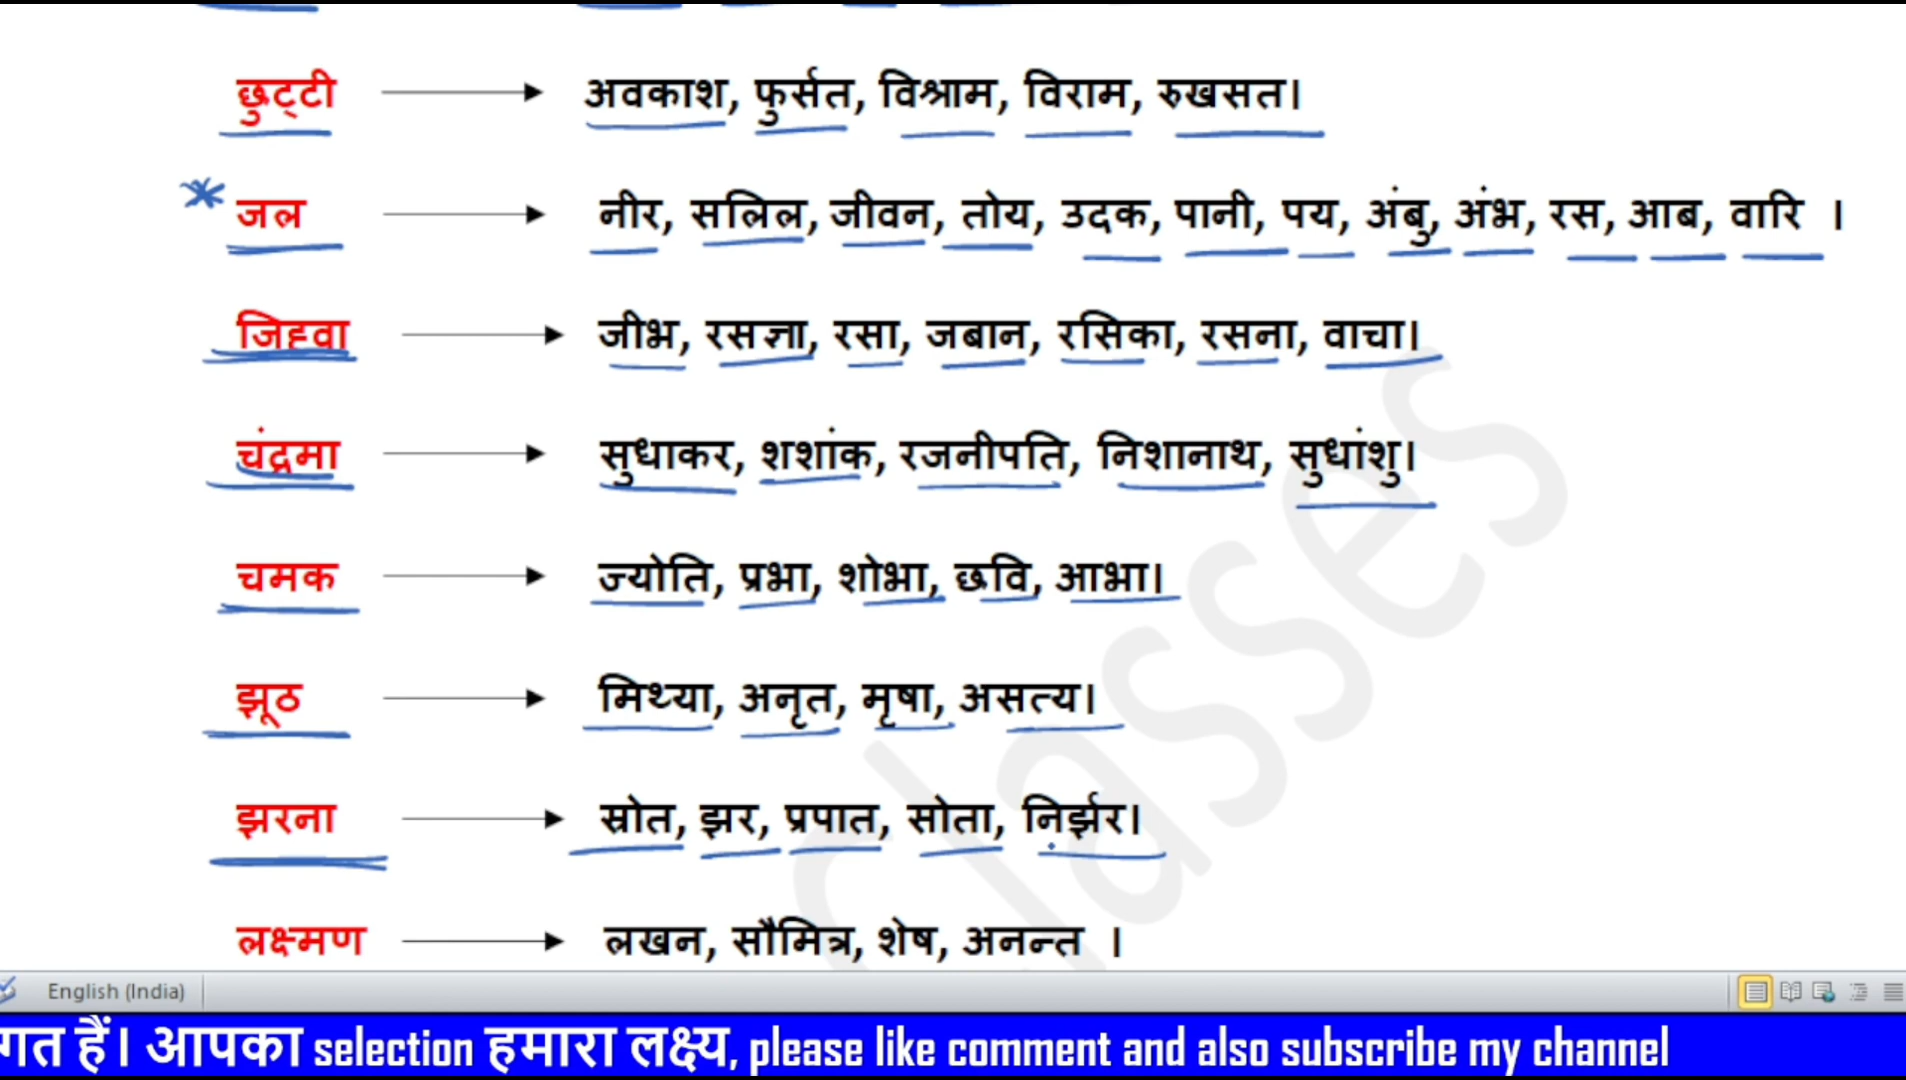 छुट्टी → अवकाश, फुर्सत, विश्राम, विराम, रुखसत।
* जल → नीर, सलिल, जीवन, तोय, उदक, पानी, पय, अंबु, अंभ, रस, आब, वारि ।
जिह्वा → जीभ, रसज्ञा, रसा, जबान, रसिका, रसना, वाचा।
चंद्रमा → सुधाकर, शशांक, रजनीपति, निशानाथ, सुधांशु।
चमक → ज्योति, प्रभा, शोभा, छवि, आभा।
झूठ → मिथ्या, अनृत, मृषा, असत्य।
झरना → स्रोत, झर, प्रपात, सोता, निर्झर।
लक्ष्मण → लखन, सौमित्र, शेष, अनन्त ।
Classes
English (India)
गत हैं। आपका selection हमारा लक्ष्य, please like comment and also subscribe my channel